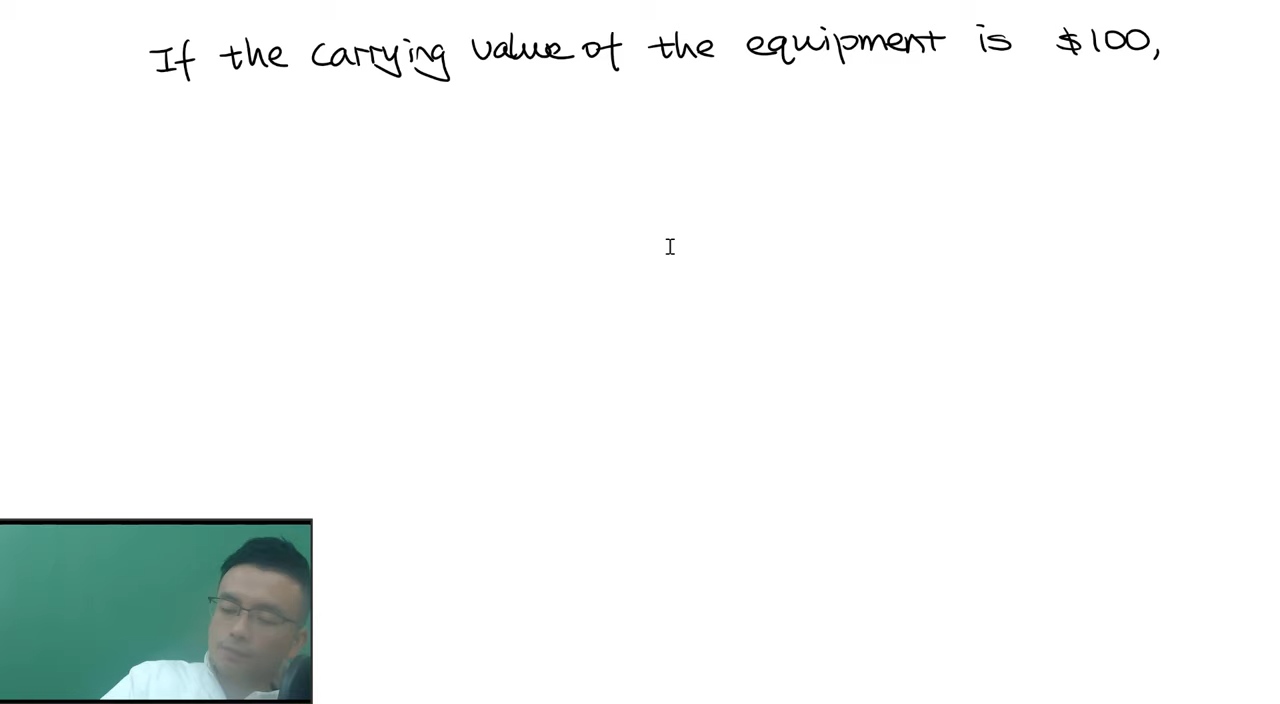 If the carrying value of the equipment is $100,